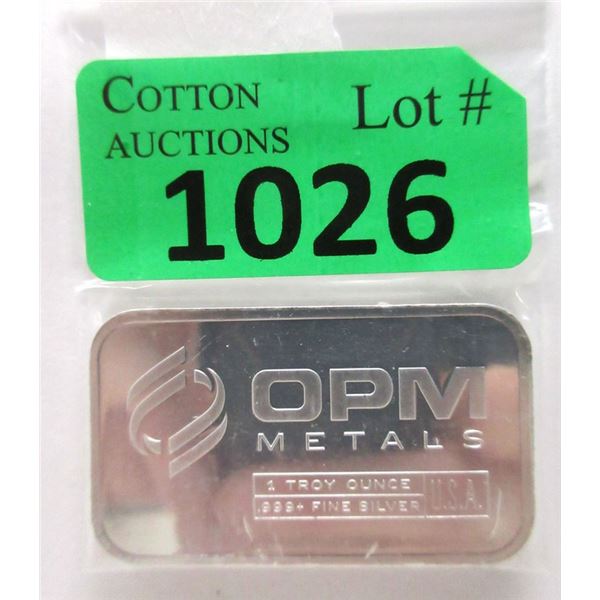 COTTON Lot #
AUCTIONS
1026
OPM
METALS
1 TROY OUNCE
.999+ FINE SILVER U.S.A.